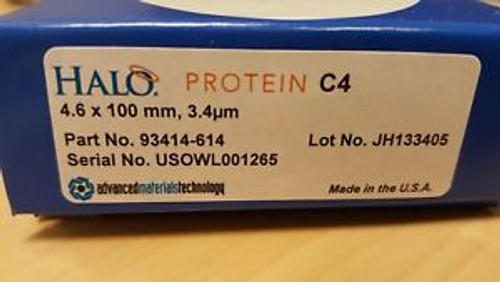 HALO. PROTEIN C4
4.6 x 100 mm, 3.4µm
Part No. 93414-614 Lot No. JH133405
Serial No. USOWL001265
advancedmaterialstechnology Made in the U.S.A.